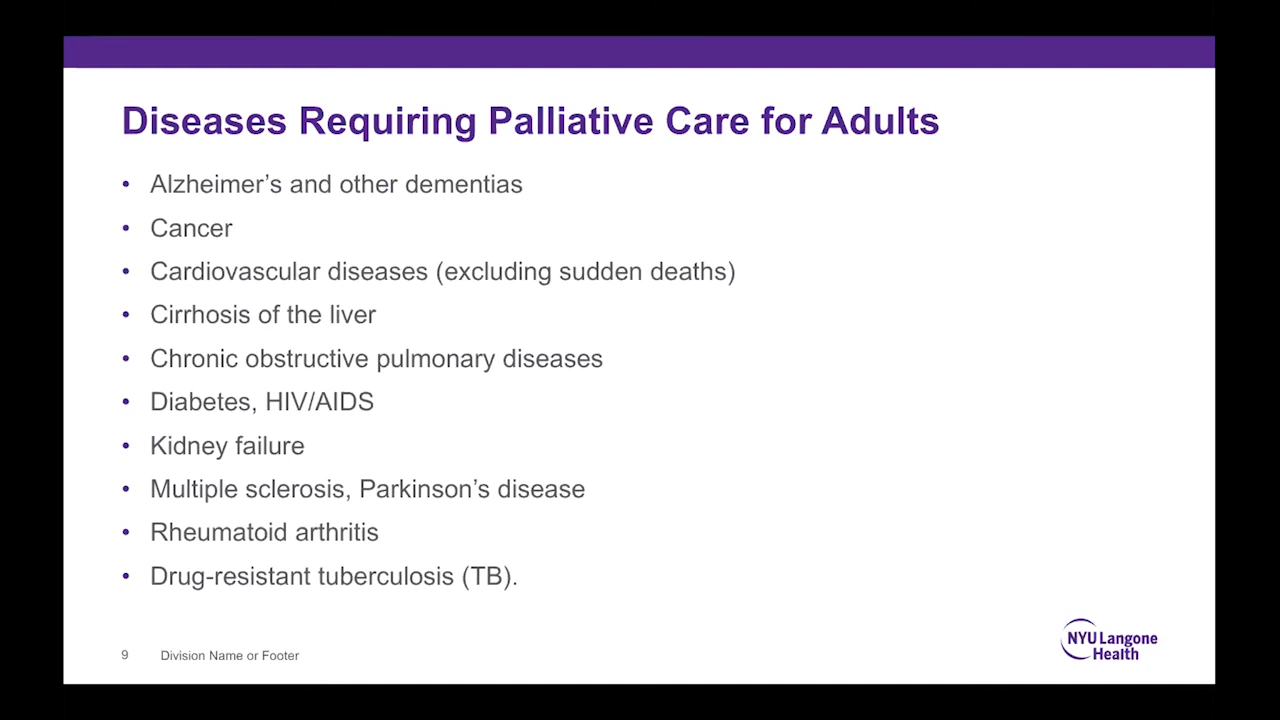 Diseases Requiring Palliative Care for Adults
• Alzheimer’s and other dementias
• Cancer
• Cardiovascular diseases (excluding sudden deaths)
• Cirrhosis of the liver
• Chronic obstructive pulmonary diseases
• Diabetes, HIV/AIDS
• Kidney failure
• Multiple sclerosis, Parkinson’s disease
• Rheumatoid arthritis
• Drug-resistant tuberculosis (TB).
9 Division Name or Footer
NYU Langone
Health